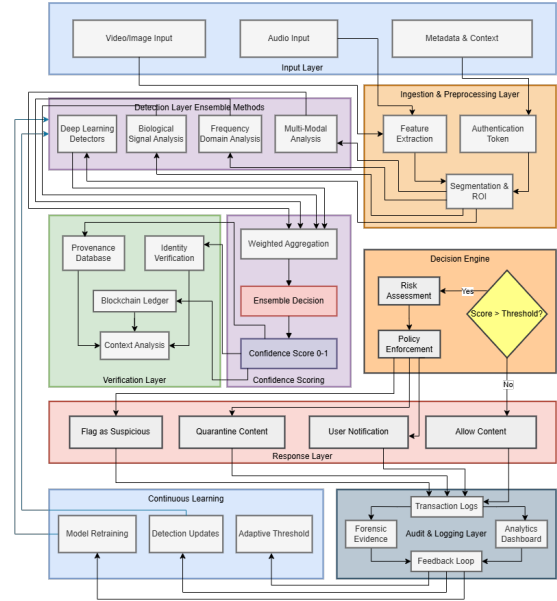 Video/Image Input
Audio Input
Metadata & Context
Input Layer
Detection Layer Ensemble Methods
Deep Learning
Detectors
Biological
Signal Analysis
Frequency
Domain Analysis
Multi-Modal
Analysis
Ingestion & Preprocessing Layer
Feature
Extraction
Authentication
Token
Segmentation &
ROI
Provenance
Database
Identity
Verification
Blockchain Ledger
Context Analysis
Verification Layer
Weighted Aggregation
Ensemble Decision
Confidence Score 0-1
Confidence Scoring
Decision Engine
Risk
Assessment
Yes
Score > Threshold?
Policy
Enforcement
No
Flag as Suspicious
Quarantine Content
User Notification
Allow Content
Response Layer
Continuous Learning
Model Retraining
Detection Updates
Adaptive Threshold
Transaction Logs
Forensic
Evidence
Audit & Logging Layer
Analytics
Dashboard
Feedback Loop